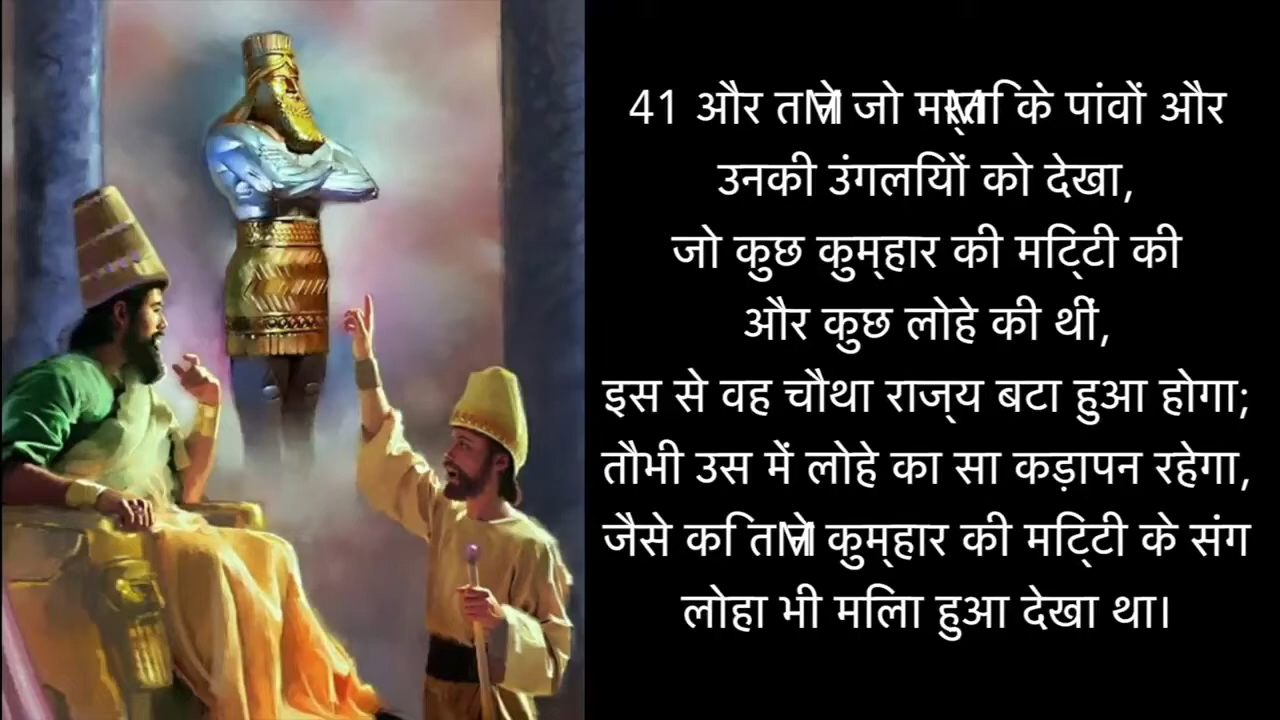 41 और जो के पांवों और
उनकी उंगलियों को देखा,
जो कुछ कुम्हार की मिट्टी की
और कुछ लोहे की थीं,
इस से वह चौथा राज्य बटा हुआ होगा;
तौभी उस में लोहे का सा कड़ापन रहेगा,
जैसे कि कुम्हार की मिट्टी के संग
लोहा भी मिला हुआ देखा था।